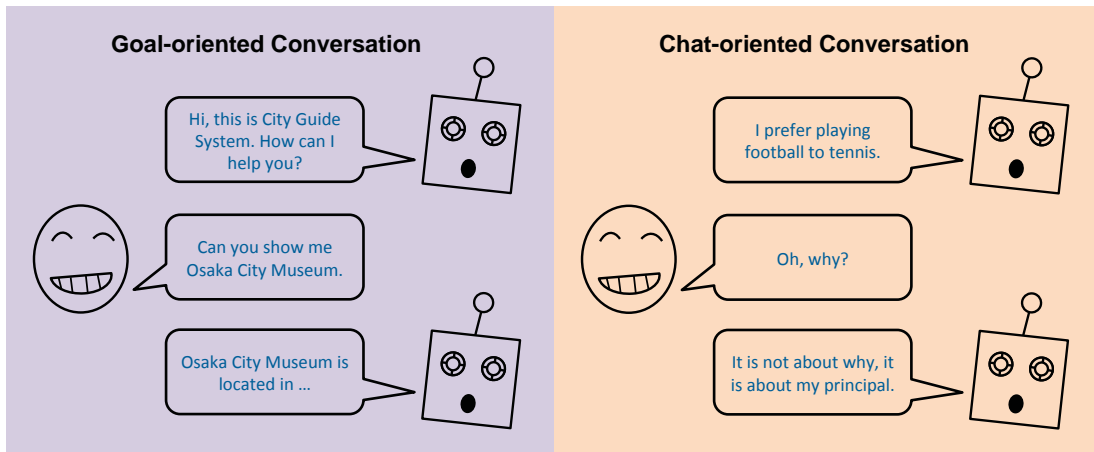 Goal-oriented Conversation
Hi, this is City Guide
System. How can I
help you?
Can you show me
Osaka City Museum.
Osaka City Museum is
located in ...
Chat-oriented Conversation
I prefer playing
football to tennis.
Oh, why?
It is not about why, it
is about my principal.